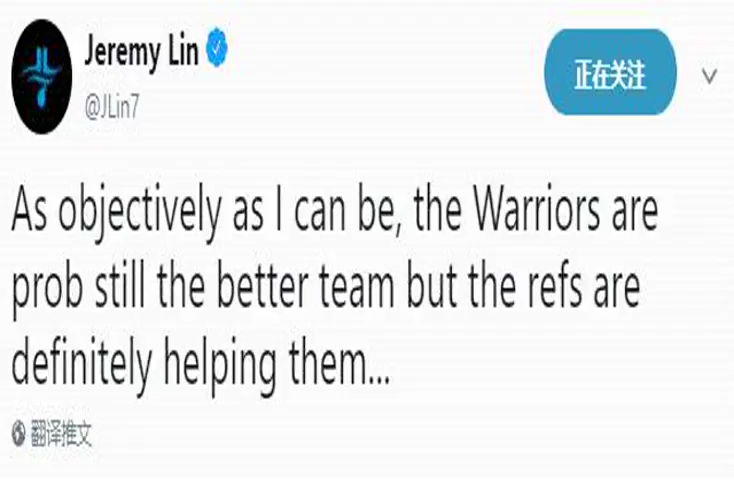 Jeremy Lin
@JLin7
正在关注
As objectively as I can be, the Warriors are
prob still the better team but the refs are
definitely helping them...
翻译推文